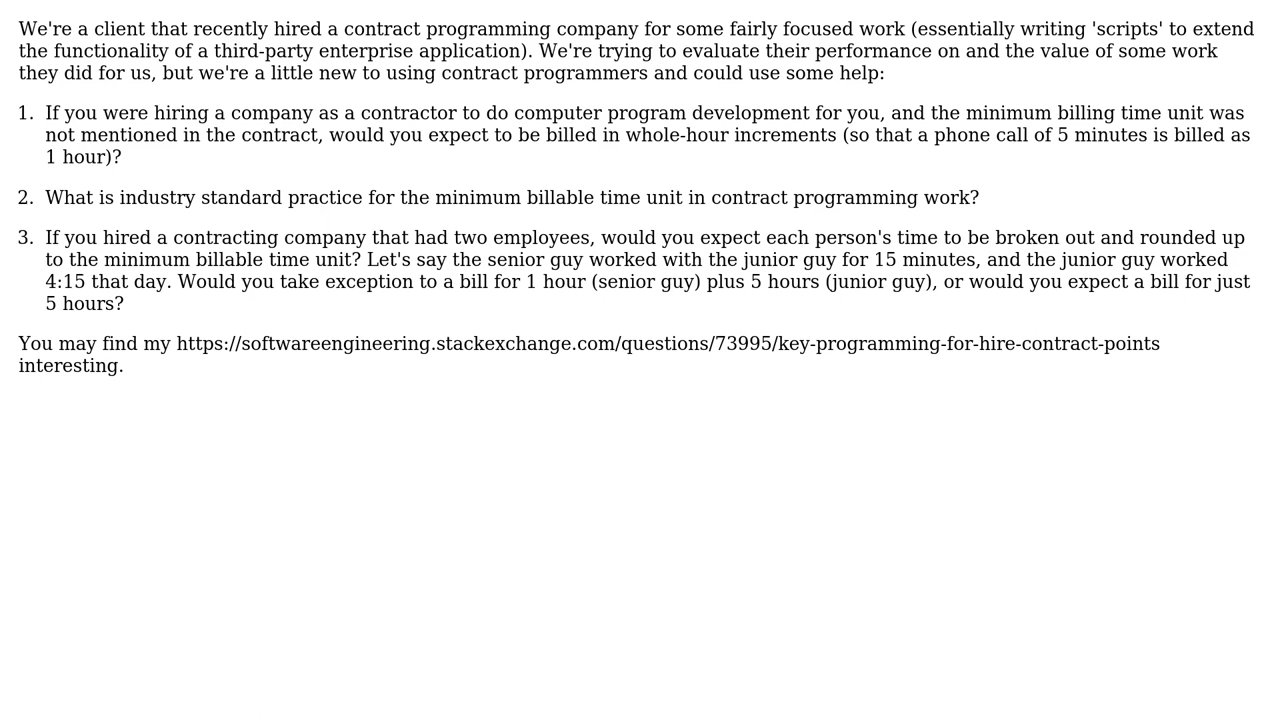 We're a client that recently hired a contract programming company for some fairly focused work (essentially writing 'scripts' to extend
the functionality of a third-party enterprise application). We're trying to evaluate their performance on and the value of some work
they did for us, but we're a little new to using contract programmers and could use some help:
1. If you were hiring a company as a contractor to do computer program development for you, and the minimum billing time unit was
not mentioned in the contract, would you expect to be billed in whole-hour increments (so that a phone call of 5 minutes is billed as
1 hour)?
2. What is industry standard practice for the minimum billable time unit in contract programming work?
3. If you hired a contracting company that had two employees, would you expect each person's time to be broken out and rounded up
to the minimum billable time unit? Let's say the senior guy worked with the junior guy for 15 minutes, and the junior guy worked
4:15 that day. Would you take exception to a bill for 1 hour (senior guy) plus 5 hours (junior guy), or would you expect a bill for just
5 hours?
You may find my https://softwareengineering.stackexchange.com/questions/73995/key-programming-for-hire-contract-points
interesting.